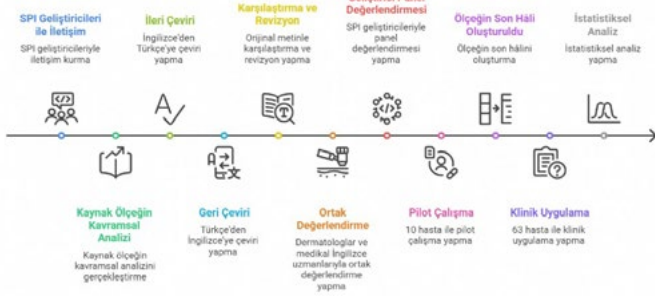 SPI Geliştiricileri
ile İletişim
SPI geliştiricileriyle
iletişim kurma
İleri Çeviri
İngilizce'den
Türkçe'ye çeviri
yapma
Karşılaştırma ve
Revizyon
Orijinal metinle
karşılaştırma ve
revizyon yapma
Değerlendirmesi
SPI geliştiricileriyle
panel
değerlendirmesi
yapma
Ölçeğin Son Hâli
Oluşturuldu
Ölçeğin son hâlini
oluşturma
İstatistiksel
Analiz
İstatistiksel analiz
yapma
Kaynak Ölçeğin
Kavramsal
Analizi
Kaynak ölçeğin
kavramsal analizini
gerçekleştirme
Geri Çeviri
Türkçe'den
İngilizce'ye çeviri
yapma
Ortak
Değerlendirme
Dermatologlar ve
medikal İngilizce
uzmanlarıyla ortak
değerlendirme
yapma
Pilot Çalışma
10 hasta ile pilot
çalışma yapma
Klinik Uygulama
63 hasta ile klinik
uygulama yapma